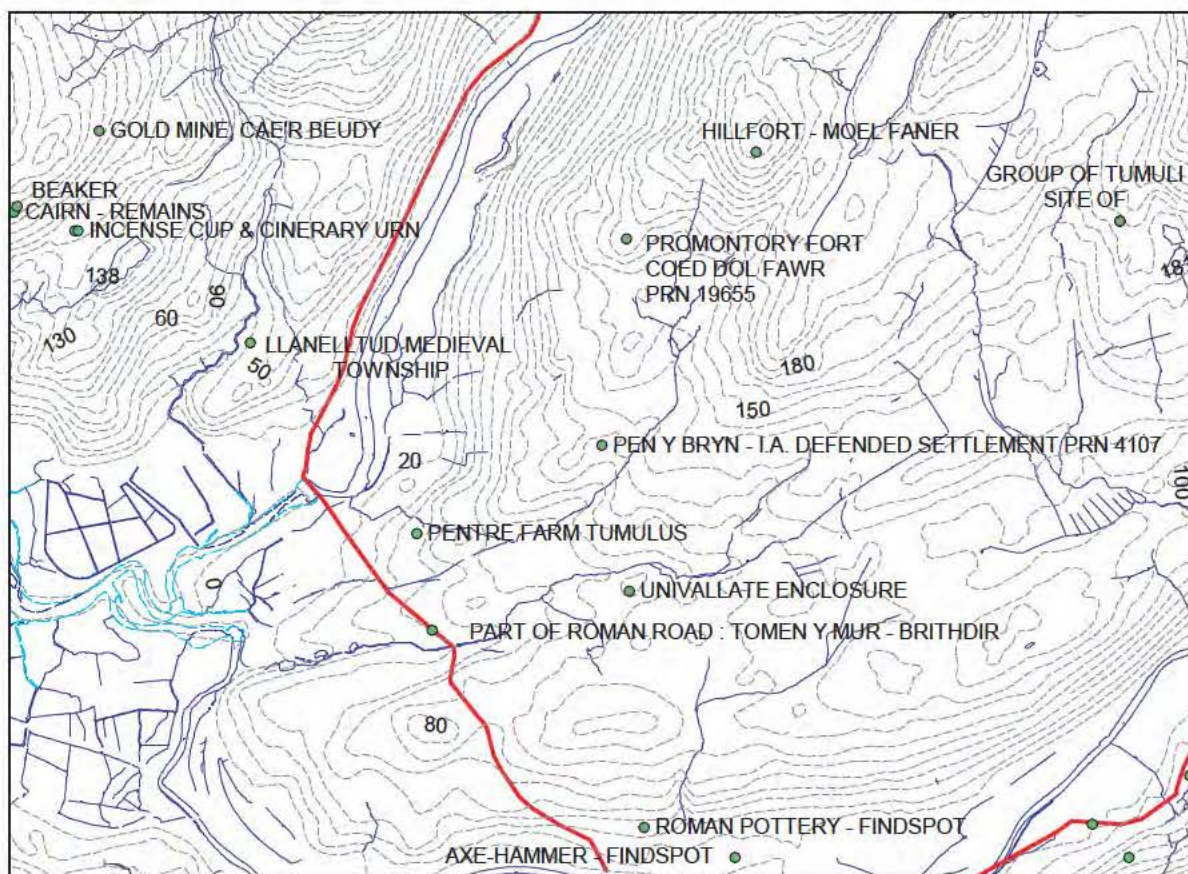 GOLD MINE, CAE'R BEUDY
HILLFORT - MOEL FANER
GROUP OF TUMULI
SITE OF
BEAKER
CAIRN - REMAINS
INCENSE CUP & CINERARY URN
PROMONTORY FORT
COED DOL FAWR
PRN 19655
138
90
60
130
LLANELLTUD MEDIEVAL
TOWNSHIP
50
180
150
20
PEN Y BRYN - I.A. DEFENDED SETTLEMENT PRN 4107
100
PENTRE FARM TUMULUS
0
UNIVALLATE ENCLOSURE
PART OF ROMAN ROAD : TOMEN Y MUR - BRITHDIR
80
ROMAN POTTERY - FINDSPOT
AXE-HAMMER - FINDSPOT